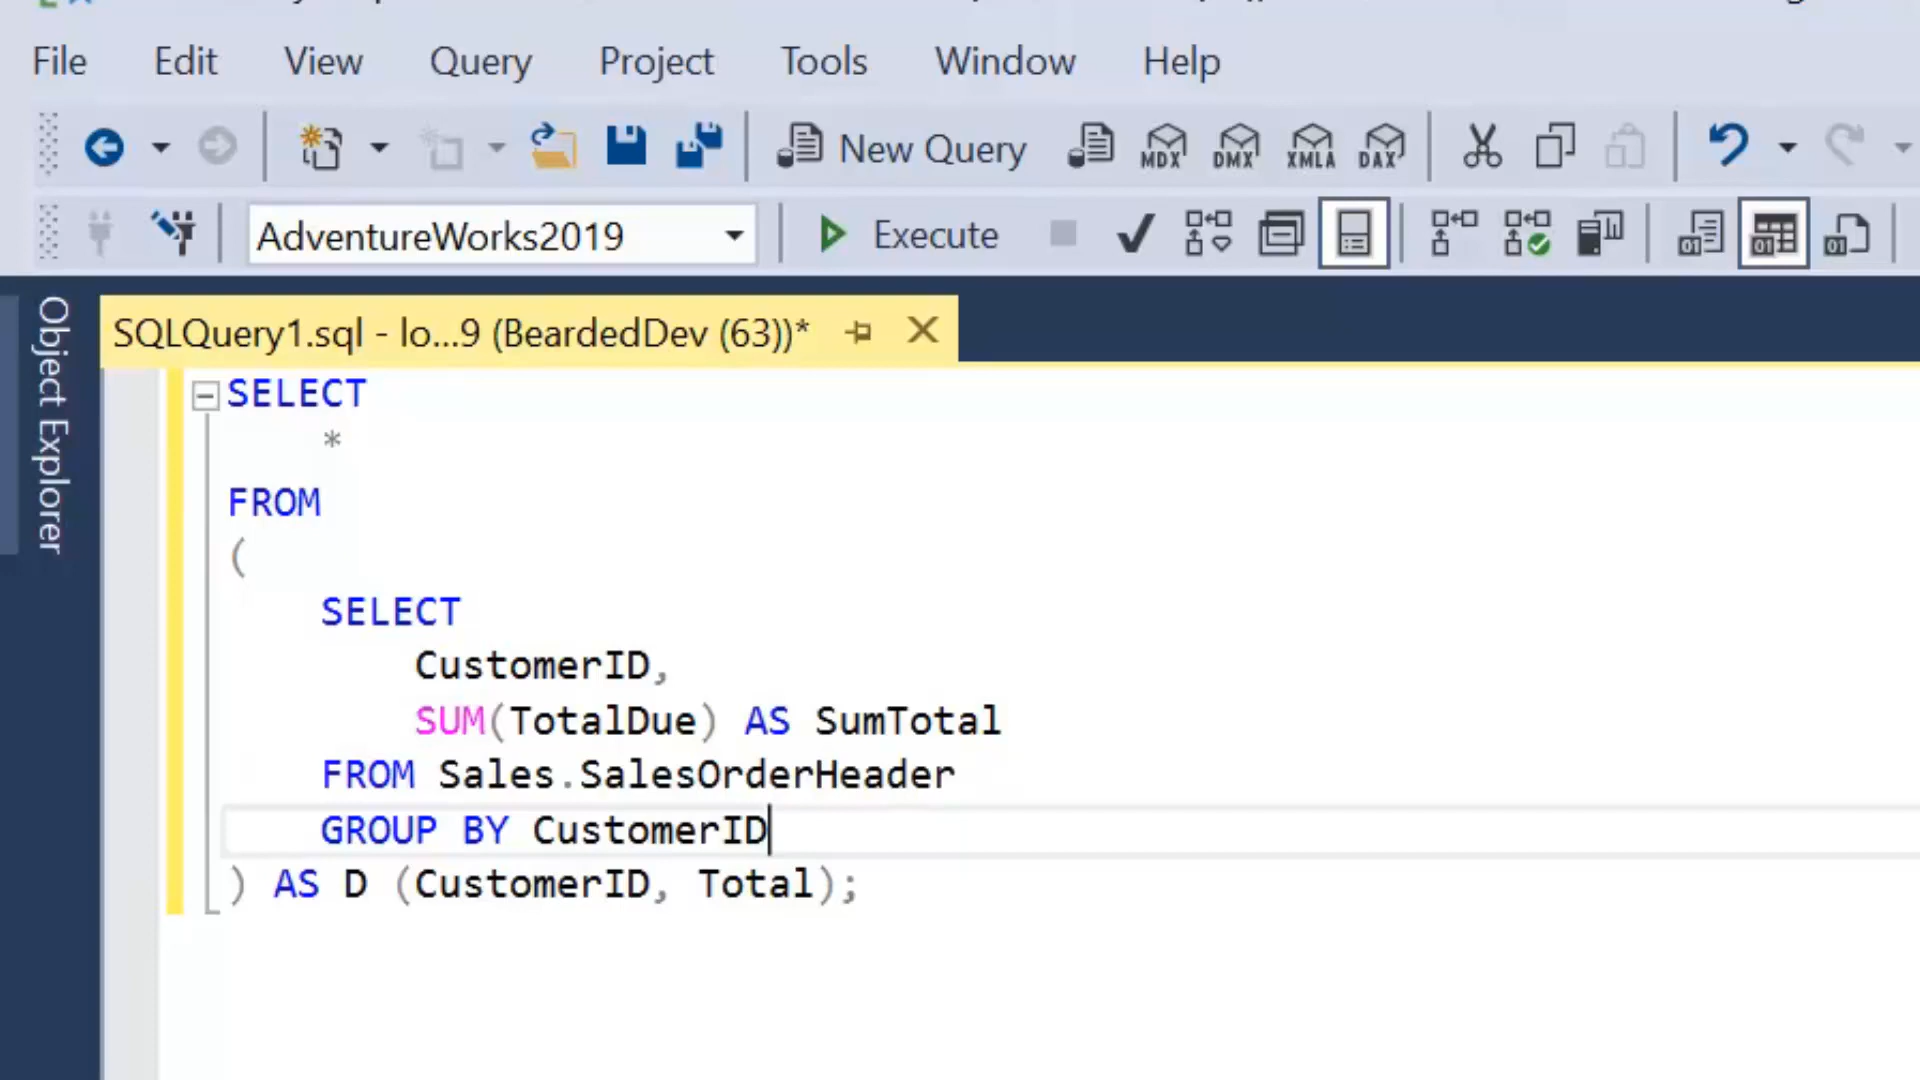 File Edit View Query Project Tools Window Help
New Query MDX DMX XMLA DAX
AdventureWorks2019 Execute
Object Explorer
SQLQuery1.sql - lo...9 (BeardedDev (63))*
SELECT
*
FROM
(
SELECT
CustomerID,
SUM(TotalDue) AS SumTotal
FROM Sales.SalesOrderHeader
GROUP BY CustomerID
) AS D (CustomerID, Total);